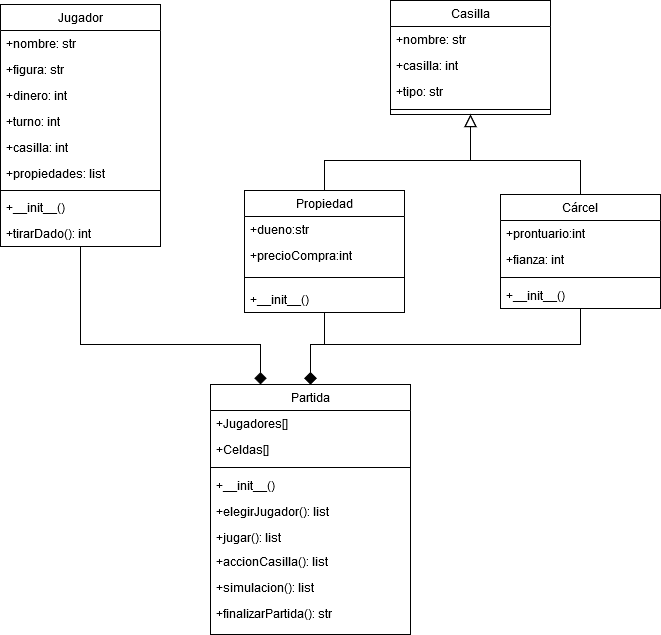 Jugador
+nombre: str
+figura: str
+dinero: int
+turno: int
+casilla: int
+propiedades: list
+__init__()
+tirarDado(): int
Casilla
+nombre: str
+casilla: int
+tipo: str
Propiedad
+dueno:str
+precioCompra:int
+__init__()
Cárcel
+prontuario:int
+fianza: int
+__init__()
Partida
+Jugadores[]
+Celdas[]
+__init__()
+elegirJugador(): list
+jugar(): list
+accionCasilla(): list
+simulacion(): list
+finalizarPartida(): str